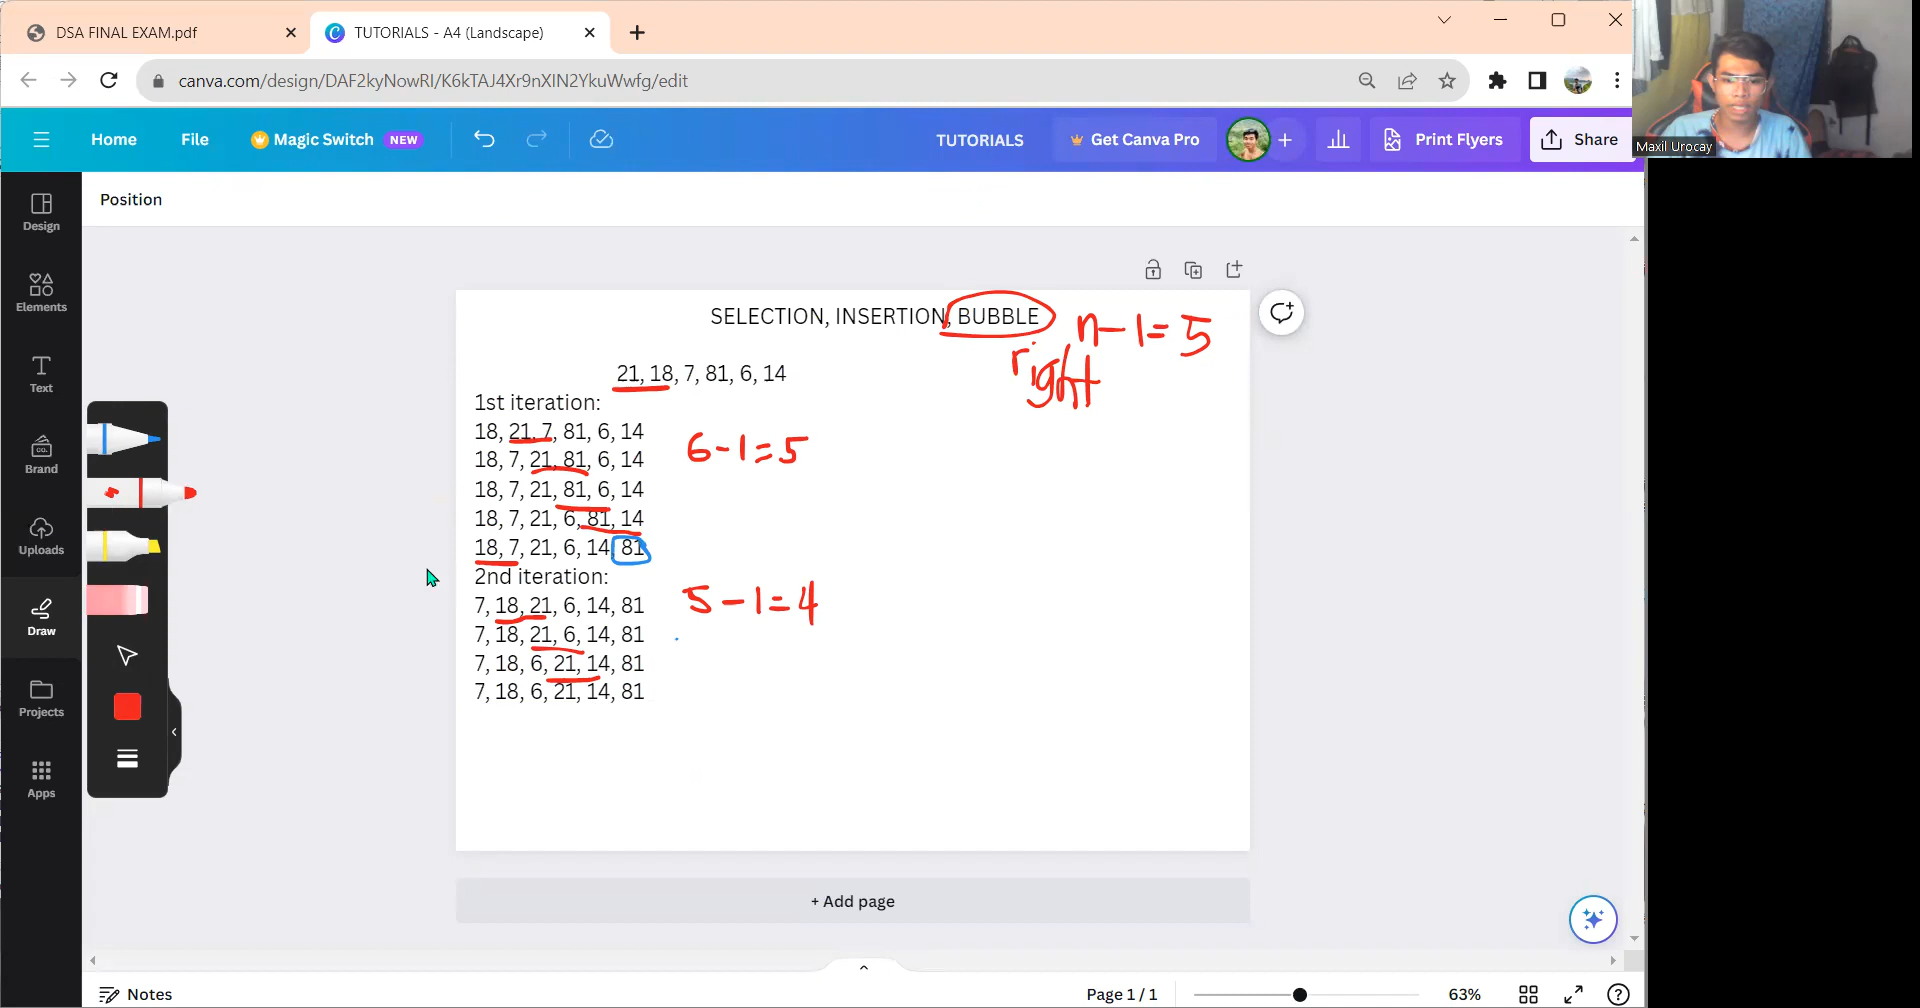 DSA FINAL EXAM.pdf
TUTORIALS - A4 (Landscape)
canva.com/design/DAF2kyNowRI/K6kTAJ4Xr9nXIN2YkuWwfg/edit
Home
File
Magic Switch NEW
TUTORIALS
Get Canva Pro
Print Flyers
Share
Maxil Urocay
Position
Design
Elements
Text
Brand
Uploads
Draw
Projects
Apps
SELECTION, INSERTION, BUBBLE
n-1=5
right
21, 18, 7, 81, 6, 14
1st iteration:
18, 21, 7, 81, 6, 14
18, 7, 21, 81, 6, 14
6-1=5
18, 7, 21, 81, 6, 14
18, 7, 21, 6, 81, 14
18, 7, 21, 6, 14, 81
2nd iteration:
7, 18, 21, 6, 14, 81
5-1=4
7, 18, 21, 6, 14, 81
7, 18, 6, 21, 14, 81
7, 18, 6, 21, 14, 81
+ Add page
Notes
Page 1 / 1
63%